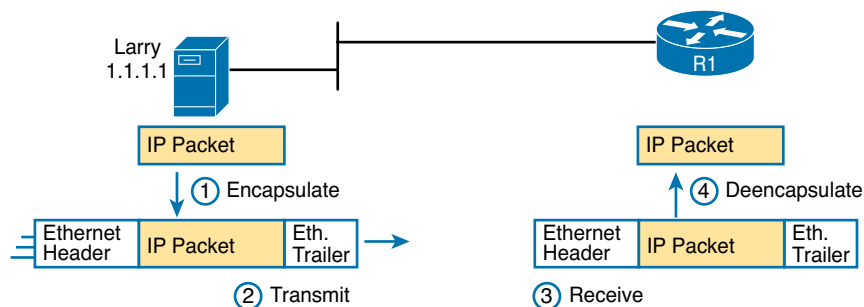 Larry
1.1.1.1
R1
IP Packet
IP Packet
1 Encapsulate
4 Deencapsulate
Ethernet
Header
IP Packet
Eth.
Trailer
Ethernet
Header
IP Packet
Eth.
Trailer
2 Transmit
3 Receive